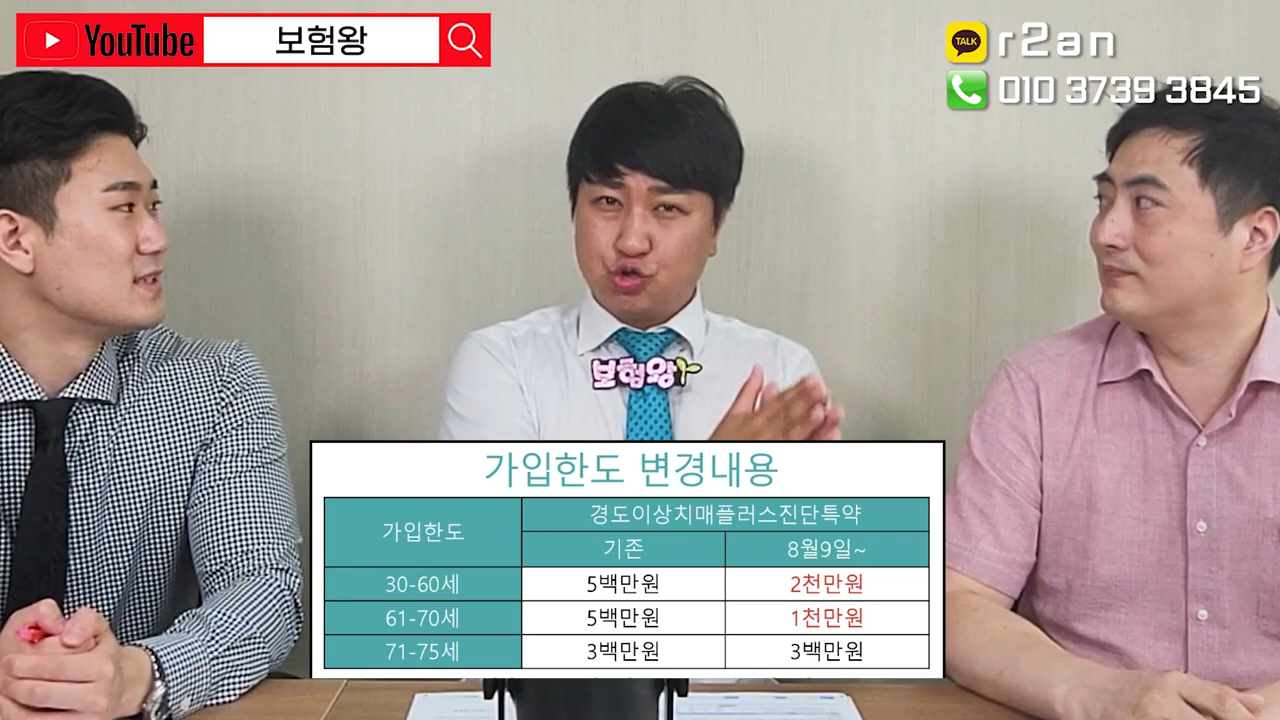 YouTube 보험왕
TALK r2an
010 3739 3845
보험왕
가입한도 변경내용
가입한도 경도이상치매플러스진단특약
기존 8월9일~
30-60세 5백만원 2천만원
61-70세 5백만원 1천만원
71-75세 3백만원 3백만원